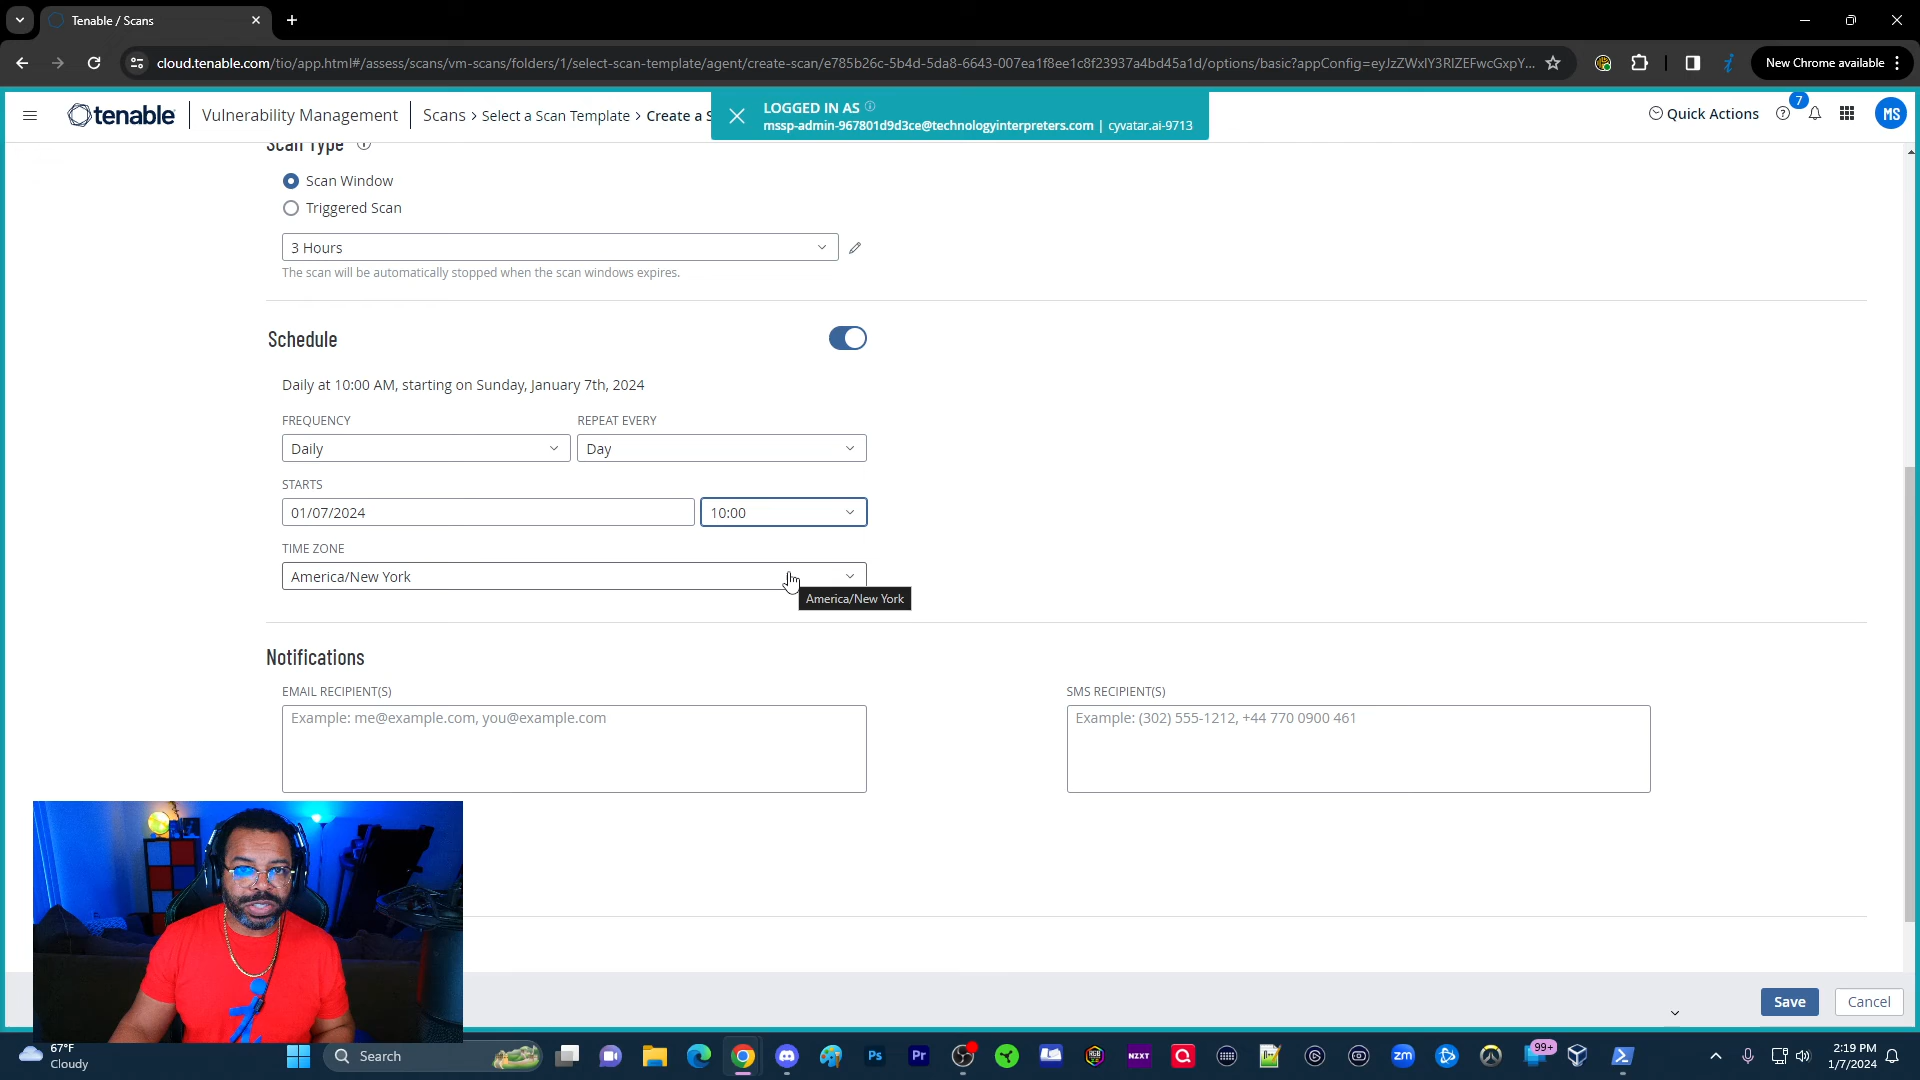 Tenable / Scans
cloud.tenable.com/tio/app.html#/assess/scans/vm-scans/folders/1/select-scan-template/agent/create-scan/e785b26c-5b4d-5da8-6643-007ea1f8ee1c8f23937a4bd45a1d/options/basic?appConfig=eyJzZWxlY3RlZEFwcGxpY...
New Chrome available
tenable
Vulnerability Management
Scans > Select a Scan Template > Create a S
LOGGED IN AS
mssp-admin-967801d9d3ce@technologyinterpreters.com | cyvatar.ai-9713
Quick Actions
7
MS
Scan Type
Scan Window
Triggered Scan
3 Hours
The scan will be automatically stopped when the scan windows expires.
Schedule
Daily at 10:00 AM, starting on Sunday, January 7th, 2024
FREQUENCY
REPEAT EVERY
Daily
Day
STARTS
01/07/2024
10:00
TIME ZONE
America/New York
America/New York
Notifications
EMAIL RECIPIENT(S)
SMS RECIPIENT(S)
Example: me@example.com, you@example.com
Example: (302) 555-1212, +44 770 0900 461
Save
Cancel
67°F
Cloudy
Search
Ps
Pr
NZXT
zm
99+
2:19 PM
1/7/2024